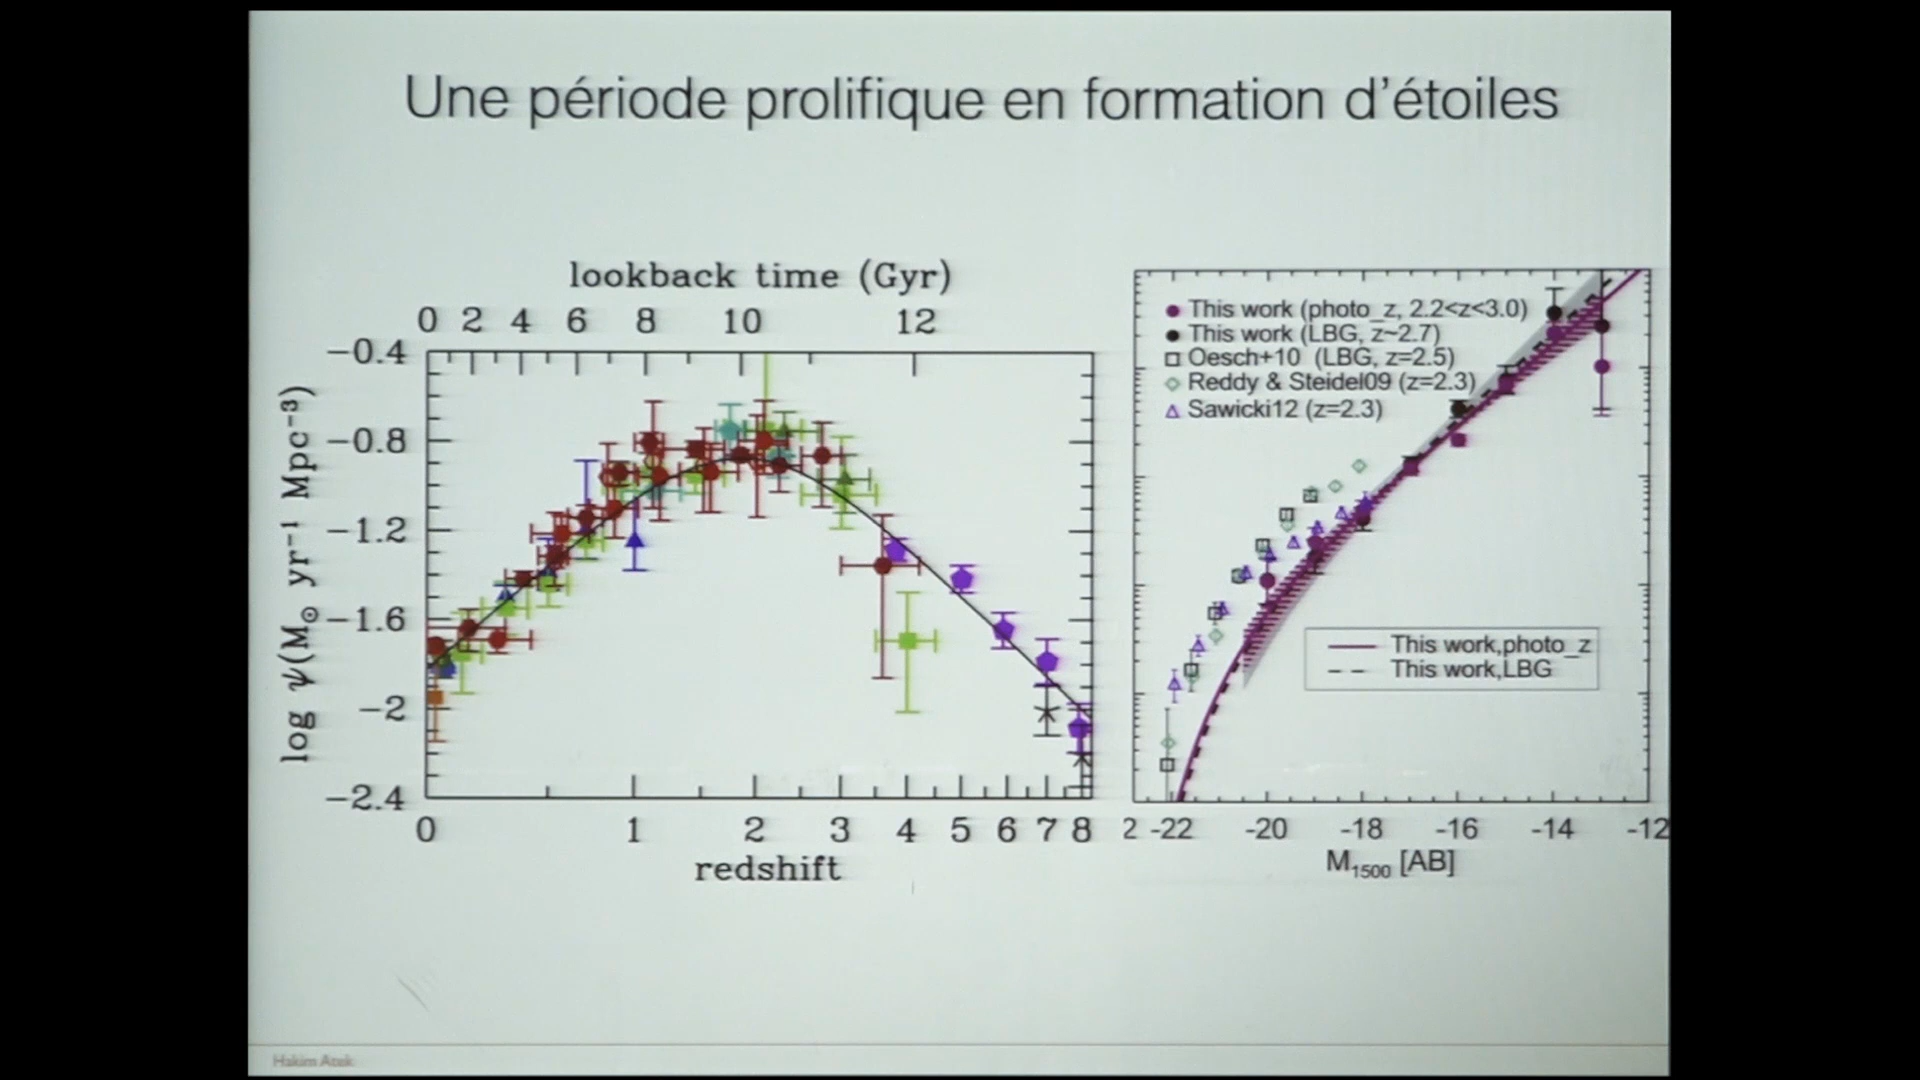 Une période prolifique en formation d'étoiles
lookback time (Gyr)
0 2 4 6 8 10 12
−0.4
−0.8
−1.2
−1.6
−2
−2.4
log ψ(M⊙ yr⁻¹ Mpc⁻³)
0 1 2 3 4 5 6 7 8
redshift
This work (photo_z, 2.2<z<3.0)
This work (LBG, z~2.7)
Oesch+10 (LBG, z=2.5)
Reddy & Steidel09 (z=2.3)
Sawicki12 (z=2.3)
This work,photo_z
This work,LBG
2 -22 -20 -18 -16 -14 -12
M1500 [AB]
Hakim Atek